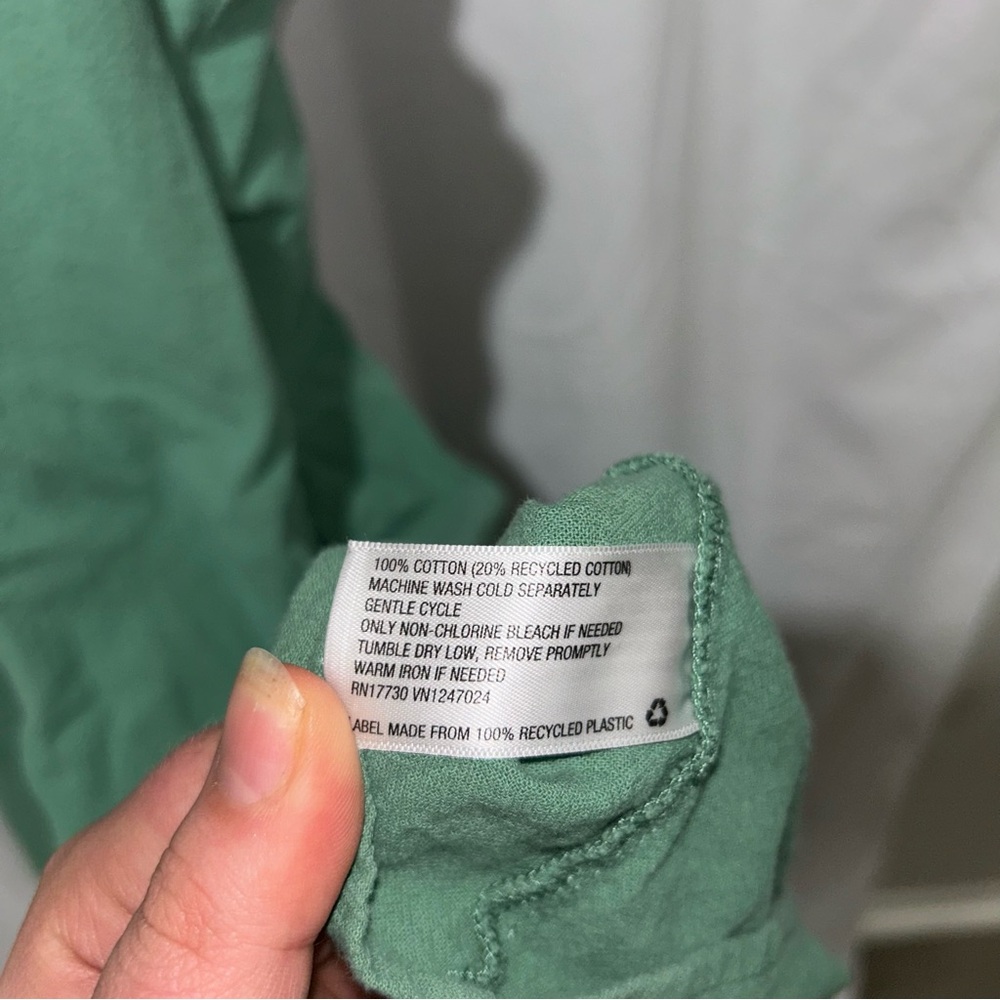 100% COTTON (20% RECYCLED COTTON)
MACHINE WASH COLD SEPARATELY
GENTLE CYCLE
ONLY NON-CHLORINE BLEACH IF NEEDED
TUMBLE DRY LOW, REMOVE PROMPTLY
WARM IRON IF NEEDED
RN17730 VN1247024
ABEL MADE FROM 100% RECYCLED PLASTIC